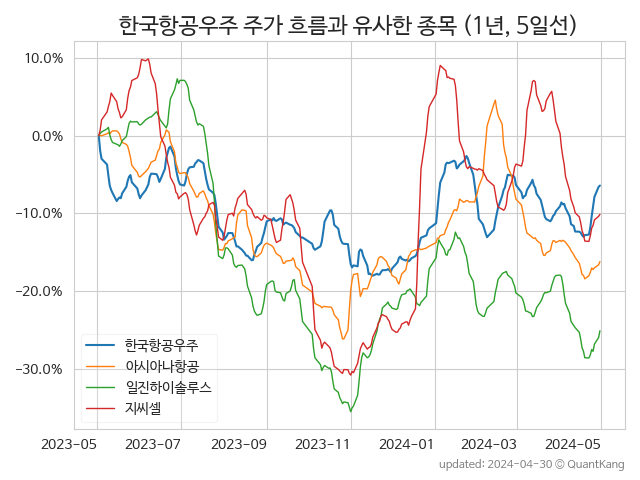 한국항공우주 주가 흐름과 유사한 종목 (1년, 5일선)
10.0%
0.0%
-10.0%
-20.0%
-30.0%
한국항공우주
아시아나항공
일진하이솔루스
지씨셀
2023-05 2023-07 2023-09 2023-11 2024-01 2024-03 2024-05
updated: 2024-04-30 © QuantKang